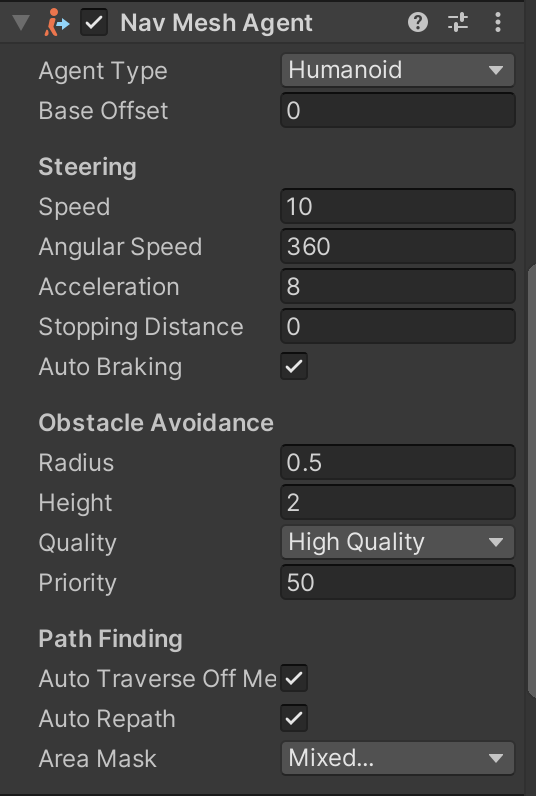 Nav Mesh Agent
Agent Type Humanoid
Base Offset 0
Steering
Speed 10
Angular Speed 360
Acceleration 8
Stopping Distance 0
Auto Braking
Obstacle Avoidance
Radius 0.5
Height 2
Quality High Quality
Priority 50
Path Finding
Auto Traverse Off Me
Auto Repath
Area Mask Mixed...